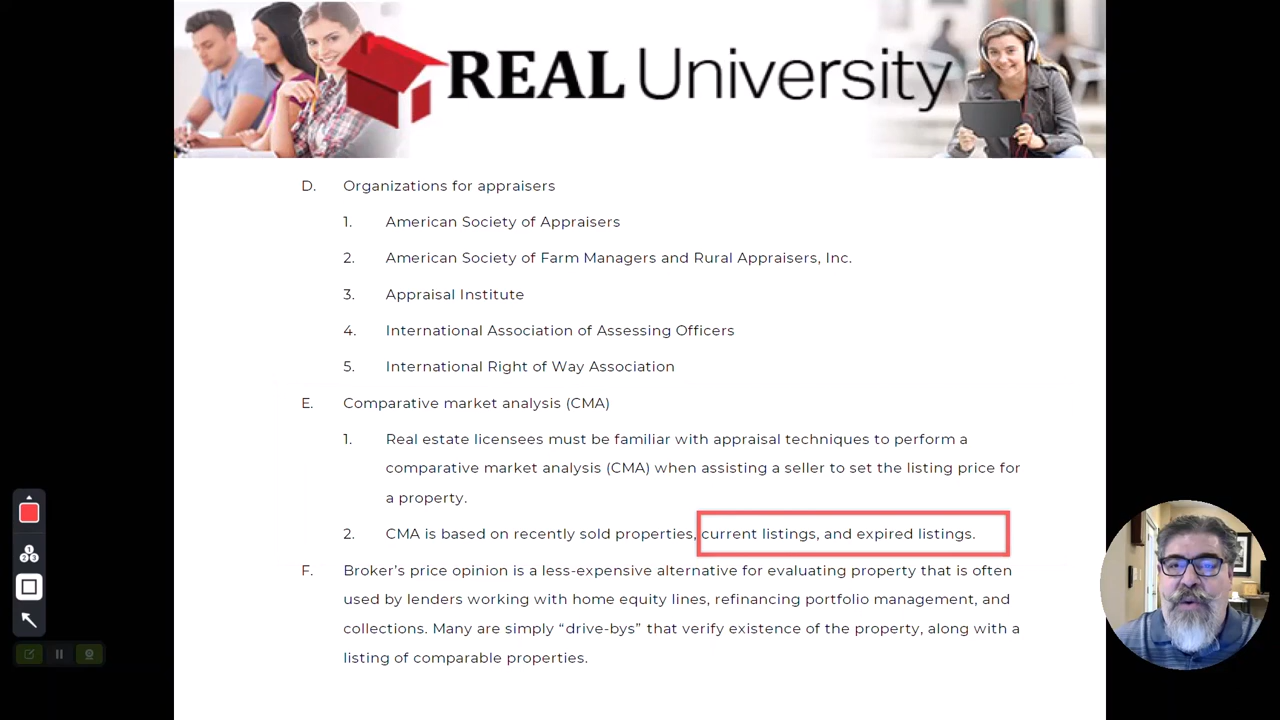 REAL University
D. Organizations for appraisers
1. American Society of Appraisers
2. American Society of Farm Managers and Rural Appraisers, Inc.
3. Appraisal Institute
4. International Association of Assessing Officers
5. International Right of Way Association
E. Comparative market analysis (CMA)
1. Real estate licensees must be familiar with appraisal techniques to perform a
comparative market analysis (CMA) when assisting a seller to set the listing price for
a property.
2. CMA is based on recently sold properties, current listings, and expired listings.
F. Broker’s price opinion is a less-expensive alternative for evaluating property that is often
used by lenders working with home equity lines, refinancing portfolio management, and
collections. Many are simply “drive-bys” that verify existence of the property, along with a
listing of comparable properties.